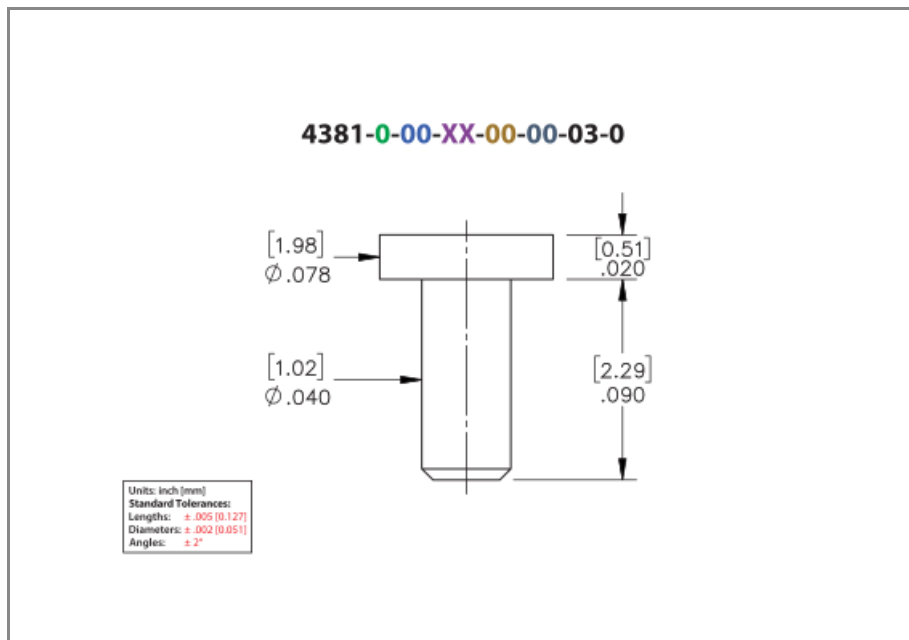 4381-0-00-XX-00-00-03-0
[1.98]
Ø.078
[0.51]
.020
[1.02]
Ø.040
[2.29]
.090
Units: inch [mm]
Standard Tolerances:
Lengths: ± .005 [0.127]
Diameters: ± .002 [0.051]
Angles: ± 2°